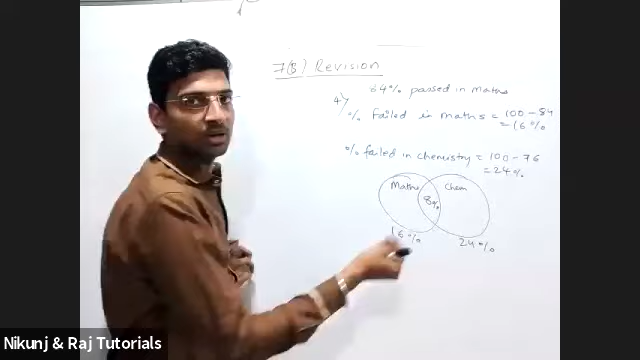 7(B) Revision
84% passed in Maths
4)
% Failed in maths = 100 - 84
= 16%
% failed in chemistry = 100 - 76
= 24%
Maths Chem
8%
16% 24%
Nikunj & Raj Tutorials